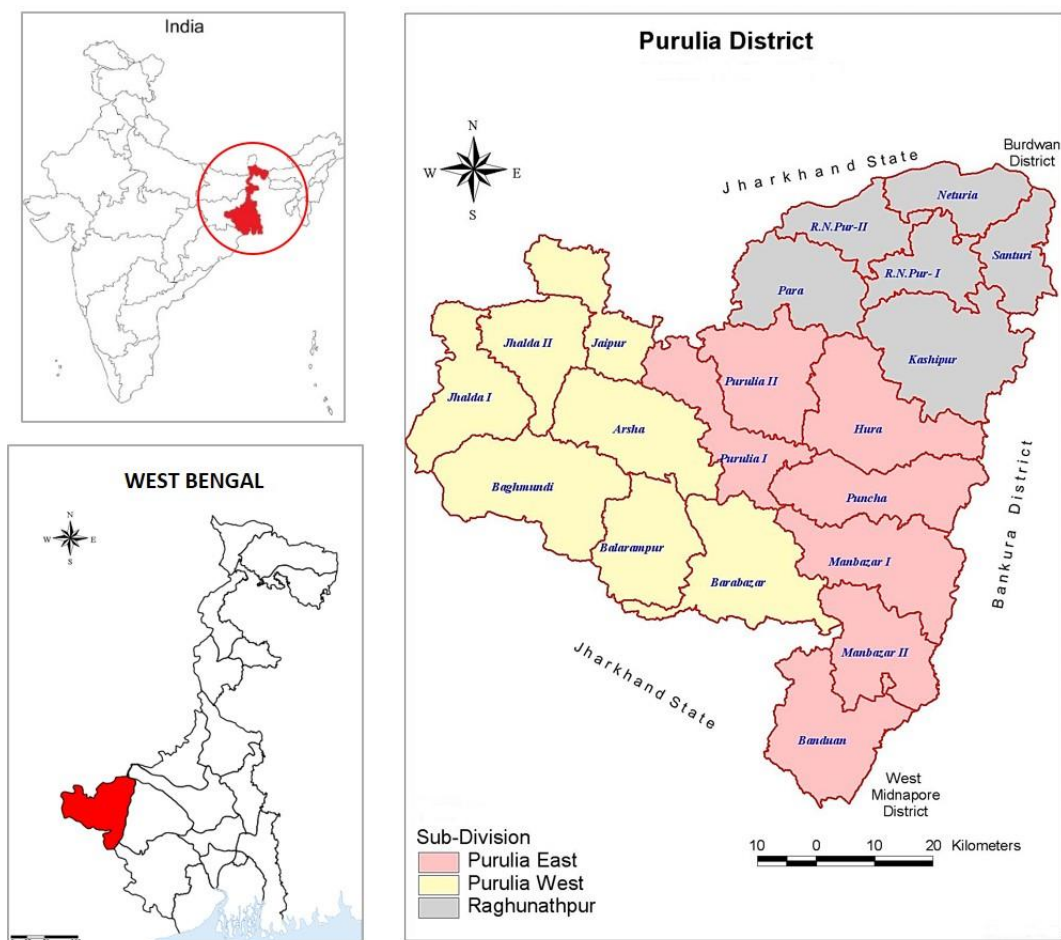 India
WEST BENGAL
N
W E
S
Purulia District
N
W E
S
Jharkhand State
Burdwan
District
Neturia
R.N.Pur-II
R.N.Pur- I
Santuri
Para
Kashipur
Jhalda II
Jaipur
Jhalda I
Purulia II
Arsha
Hura
Purulia I
Baghmundi
Puncha
Balarampur
Barabazar
Manbazar I
Bankura District
Manbazar II
Jharkhand State
Banduan
West
Midnapore
District
Sub-Division
Purulia East
Purulia West
Raghunathpur
10 0 10 20 Kilometers